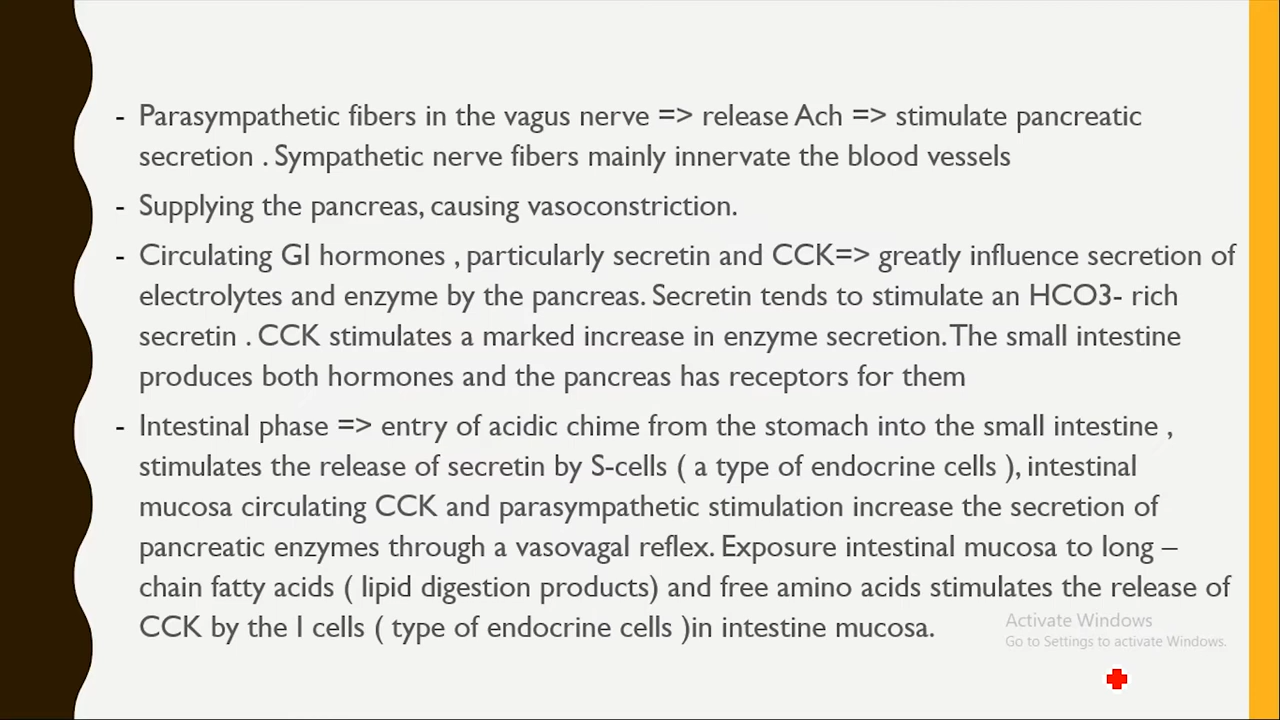 - Parasympathetic fibers in the vagus nerve => release Ach => stimulate pancreatic
secretion . Sympathetic nerve fibers mainly innervate the blood vessels
- Supplying the pancreas, causing vasoconstriction.
- Circulating GI hormones , particularly secretin and CCK=> greatly influence secretion of
electrolytes and enzyme by the pancreas. Secretin tends to stimulate an HCO3- rich
secretin . CCK stimulates a marked increase in enzyme secretion. The small intestine
produces both hormones and the pancreas has receptors for them
- Intestinal phase => entry of acidic chime from the stomach into the small intestine ,
stimulates the release of secretin by S-cells ( a type of endocrine cells ), intestinal
mucosa circulating CCK and parasympathetic stimulation increase the secretion of
pancreatic enzymes through a vasovagal reflex. Exposure intestinal mucosa to long –
chain fatty acids ( lipid digestion products) and free amino acids stimulates the release of
CCK by the I cells ( type of endocrine cells )in intestine mucosa.
Activate Windows
Go to Settings to activate Windows.